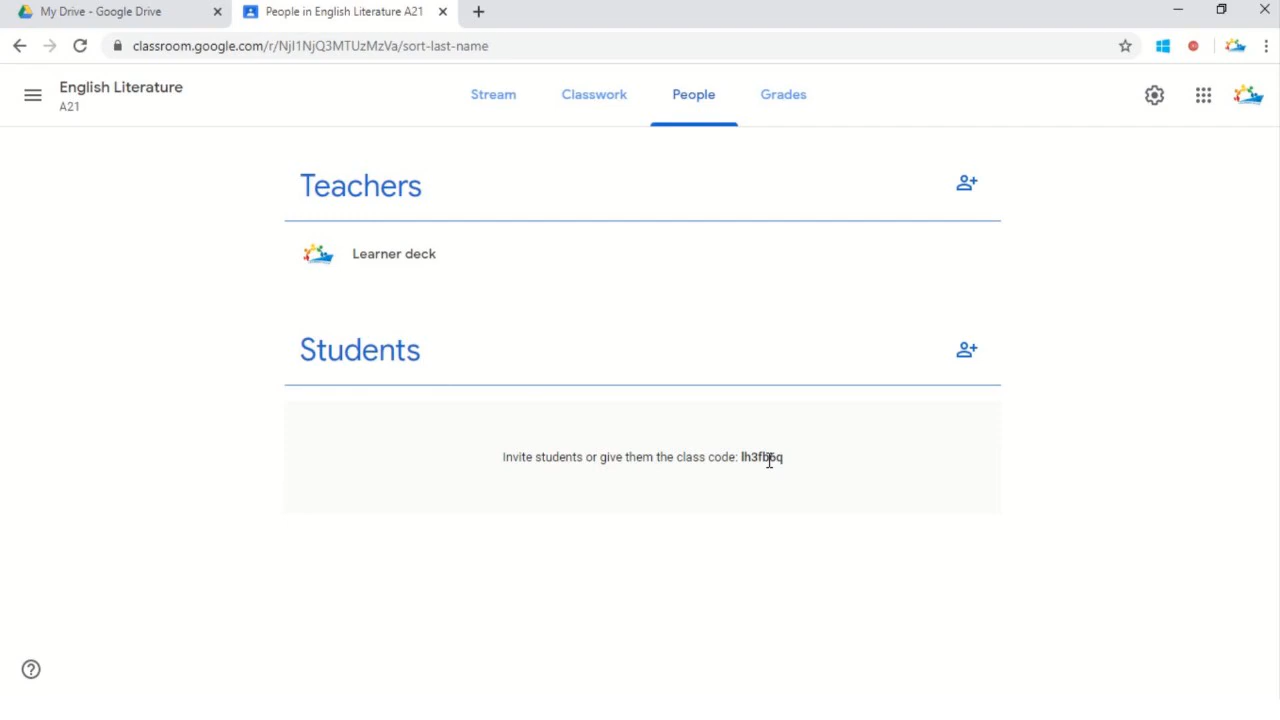 My Drive - Google Drive
People in English Literature A21
classroom.google.com/r/NjI1NjQ3MTUzMzVa/sort-last-name
English Literature
A21
Stream
Classwork
People
Grades
Teachers
Learner deck
Students
Invite students or give them the class code: lh3fb6q